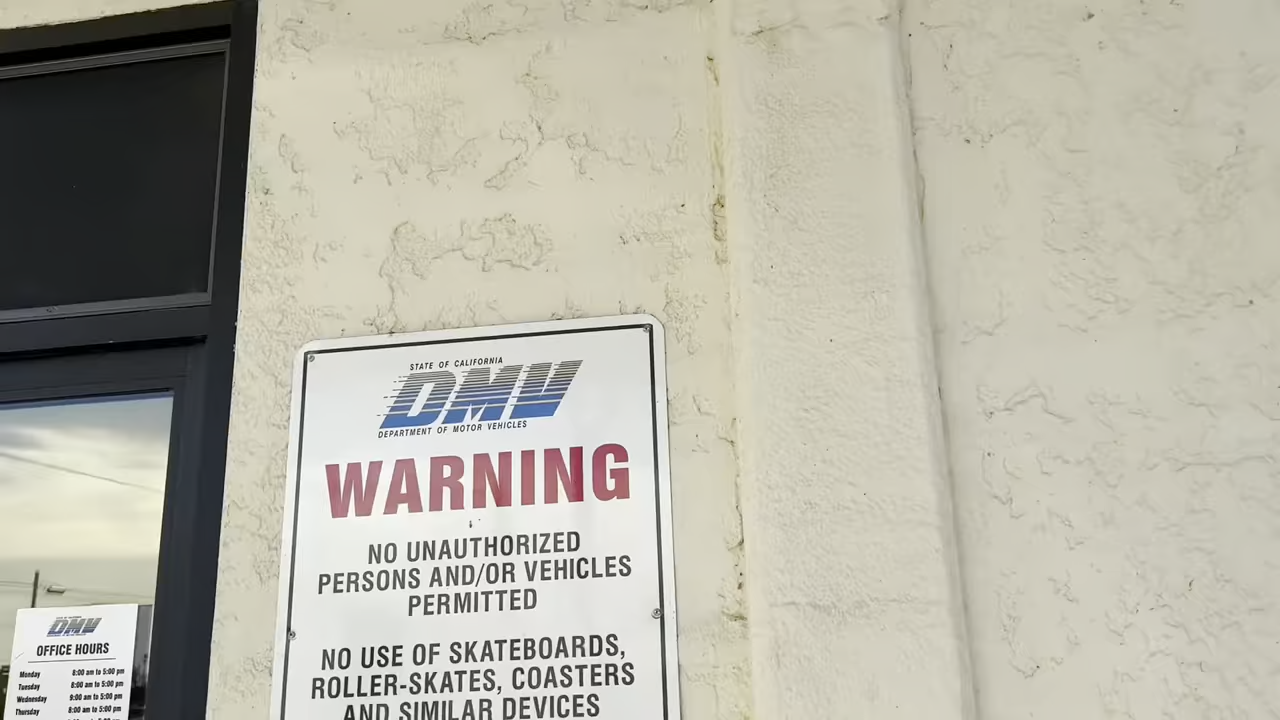 STATE OF CALIFORNIA
DMV
DEPARTMENT OF MOTOR VEHICLES
WARNING
NO UNAUTHORIZED
PERSONS AND/OR VEHICLES
PERMITTED
NO USE OF SKATEBOARDS,
ROLLER-SKATES, COASTERS
AND SIMILAR DEVICES
DMV
OFFICE HOURS
Monday 8:00 am to 5:00 pm
Tuesday 8:00 am to 5:00 pm
Wednesday 9:00 am to 5:00 pm
Thursday 8:00 am to 5:00 pm